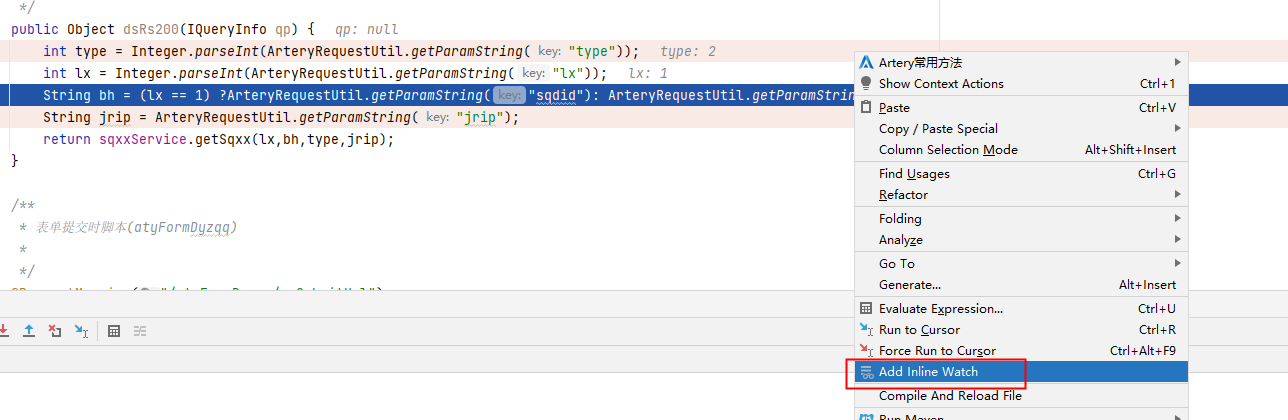 */
public Object dsRs200(IQueryInfo qp) { qp: null
int type = Integer.parseInt(ArteryRequestUtil.getParamString( key: "type")); type: 2
int lx = Integer.parseInt(ArteryRequestUtil.getParamString( key: "lx")); lx: 1
String bh = (lx == 1) ?ArteryRequestUtil.getParamString( key: "sqdid"): ArteryRequestUtil.getParamStrin
String jrip = ArteryRequestUtil.getParamString( key: "jrip");
return sqxxService.getSqxx(lx,bh,type,jrip);
}
/**
* 表单提交时脚本(atyFormDyzqq)
*
*/
Artery常用方法
Show Context Actions Ctrl+1
Paste Ctrl+V
Copy / Paste Special
Column Selection Mode Alt+Shift+Insert
Find Usages Ctrl+G
Refactor
Folding
Analyze
Go To
Generate... Alt+Insert
Evaluate Expression... Ctrl+U
Run to Cursor Ctrl+R
Force Run to Cursor Ctrl+Alt+F9
Add Inline Watch
Compile And Reload File
Run Maven